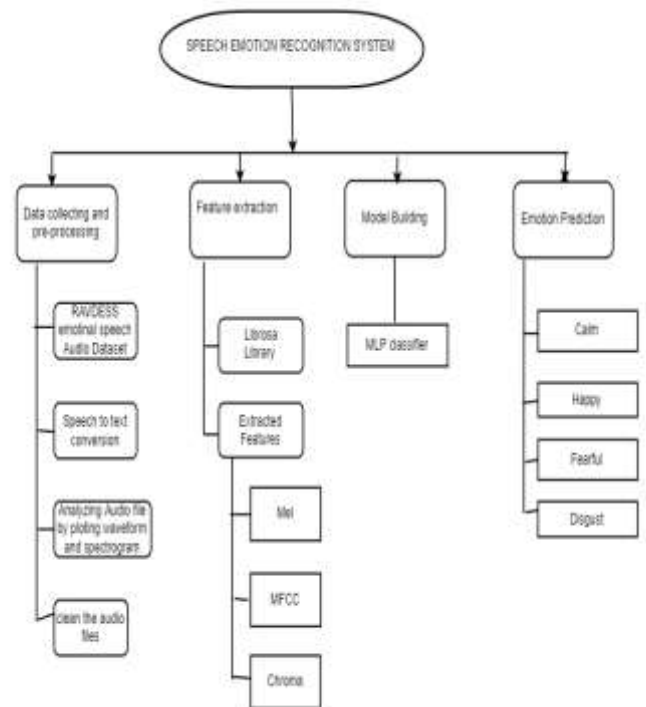 SPEECH EMOTION RECOGNITION SYSTEM
Data collecting and
pre-processing
RAVDESS
emotinal speech
Audio Dataset
Speech to text
conversion
Analyzing Audio file
by ploting waveform
and spectrogram
clean the audio
files
Feature extraction
Librosa
Library
Extracted
Features
Mel
MFCC
Chroma
Model Building
MLP classifier
Emotion Prediction
Calm
Happy
Fearful
Disgust